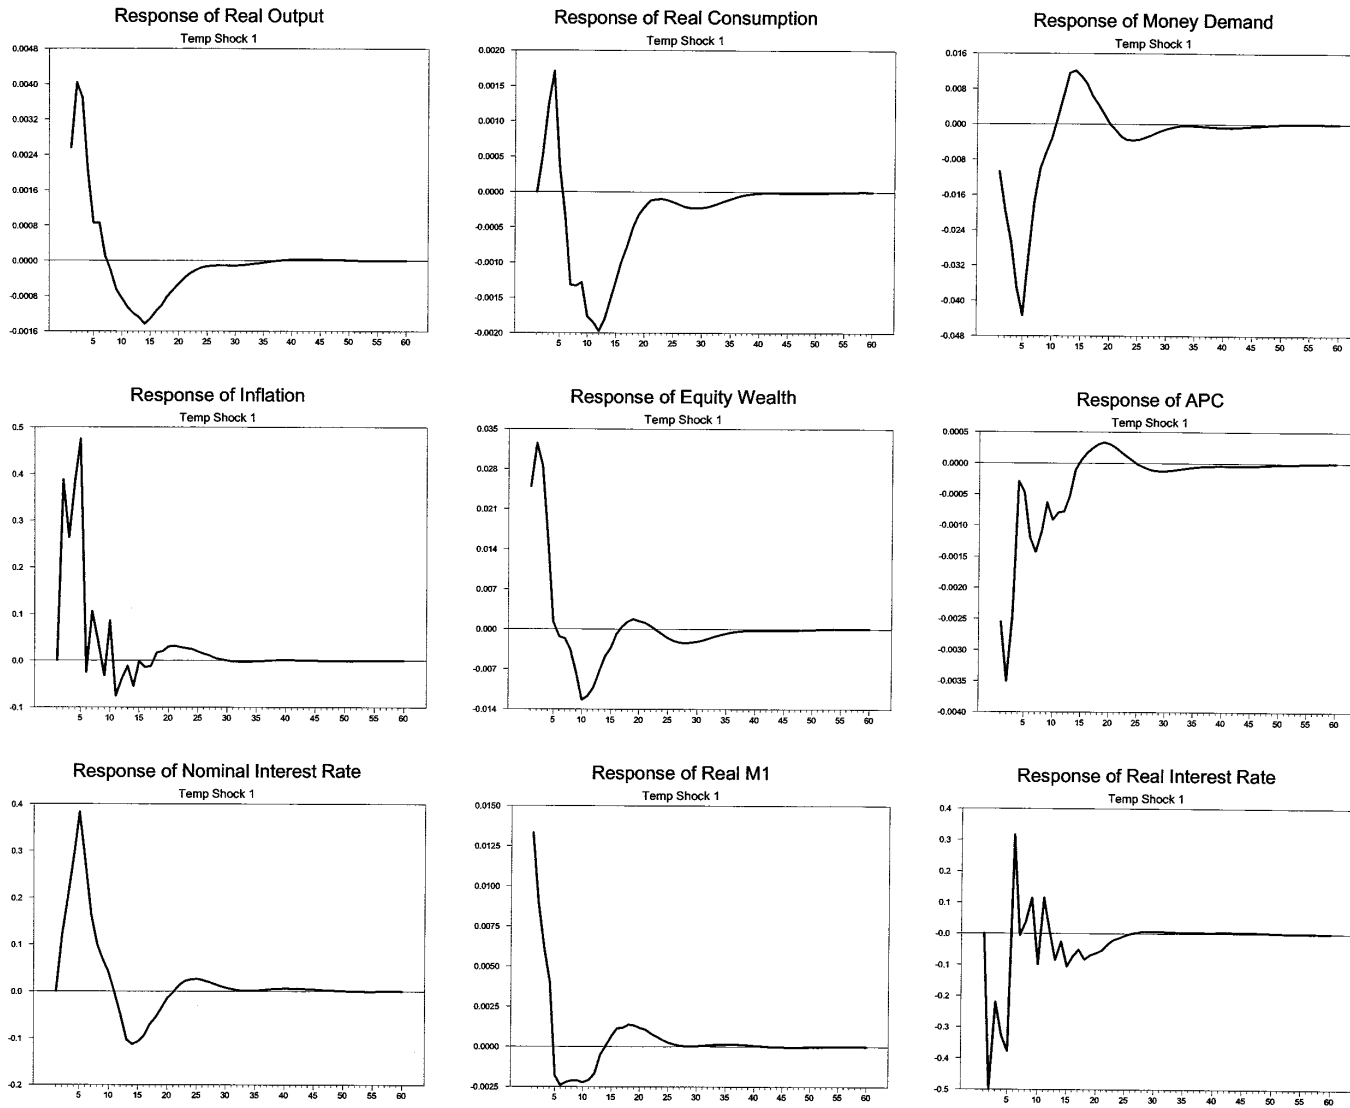 Response of Real Output
Temp Shock 1
0.0048
0.0040
0.0032
0.0024
0.0016
0.0008
0.0000
-0.0008
-0.0016
5 10 15 20 25 30 35 40 45 50 55 60
Response of Real Consumption
Temp Shock 1
0.0020
0.0015
0.0010
0.0005
0.0000
-0.0005
-0.0010
-0.0015
-0.0020
5 10 15 20 25 30 35 40 45 50 55 60
Response of Money Demand
Temp Shock 1
0.016
0.008
0.000
-0.008
-0.016
-0.024
-0.032
-0.040
-0.048
5 10 15 20 25 30 35 40 45 50 55 60
Response of Inflation
Temp Shock 1
0.5
0.4
0.3
0.2
0.1
0.0
-0.1
5 10 15 20 25 30 35 40 45 50 55 60
Response of Equity Wealth
Temp Shock 1
0.035
0.028
0.021
0.014
0.007
0.000
-0.007
-0.014
5 10 15 20 25 30 35 40 45 50 55 60
Response of APC
Temp Shock 1
0.0005
0.0000
-0.0005
-0.0010
-0.0015
-0.0020
-0.0025
-0.0030
-0.0035
-0.0040
5 10 15 20 25 30 35 40 45 50 55 60
Response of Nominal Interest Rate
Temp Shock 1
0.4
0.3
0.2
0.1
0.0
-0.1
-0.2
5 10 15 20 25 30 35 40 45 50 55 60
Response of Real M1
Temp Shock 1
0.0150
0.0125
0.0100
0.0075
0.0050
0.0025
0.0000
-0.0025
5 10 15 20 25 30 35 40 45 50 55 60
Response of Real Interest Rate
Temp Shock 1
0.4
0.3
0.2
0.1
-0.0
-0.1
-0.2
-0.3
-0.4
-0.5
5 10 15 20 25 30 35 40 45 50 55 60